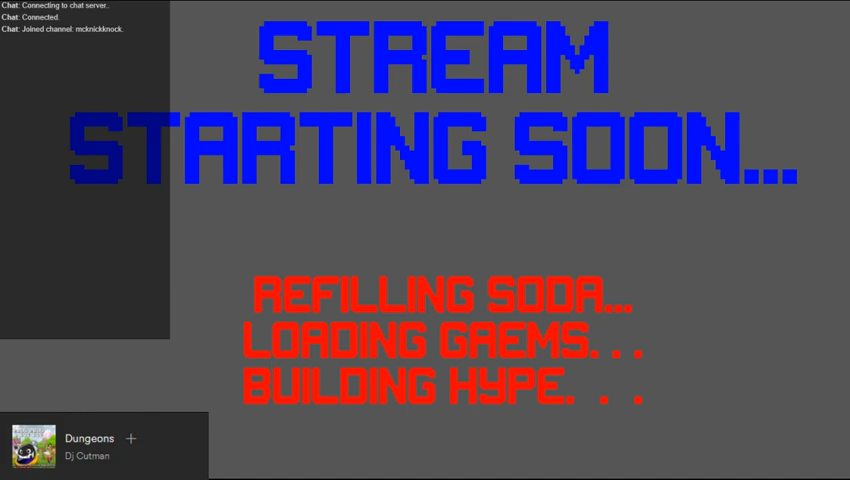 Chat: Connecting to chat server..
Chat: Connected.
Chat: Joined channel: mcknickknock.
STREAM
STARTING SOON...
REFILLING SODA...
LOADING GAEMS...
BUILDING HYPE. . .
Dungeons +
Dj Cutman